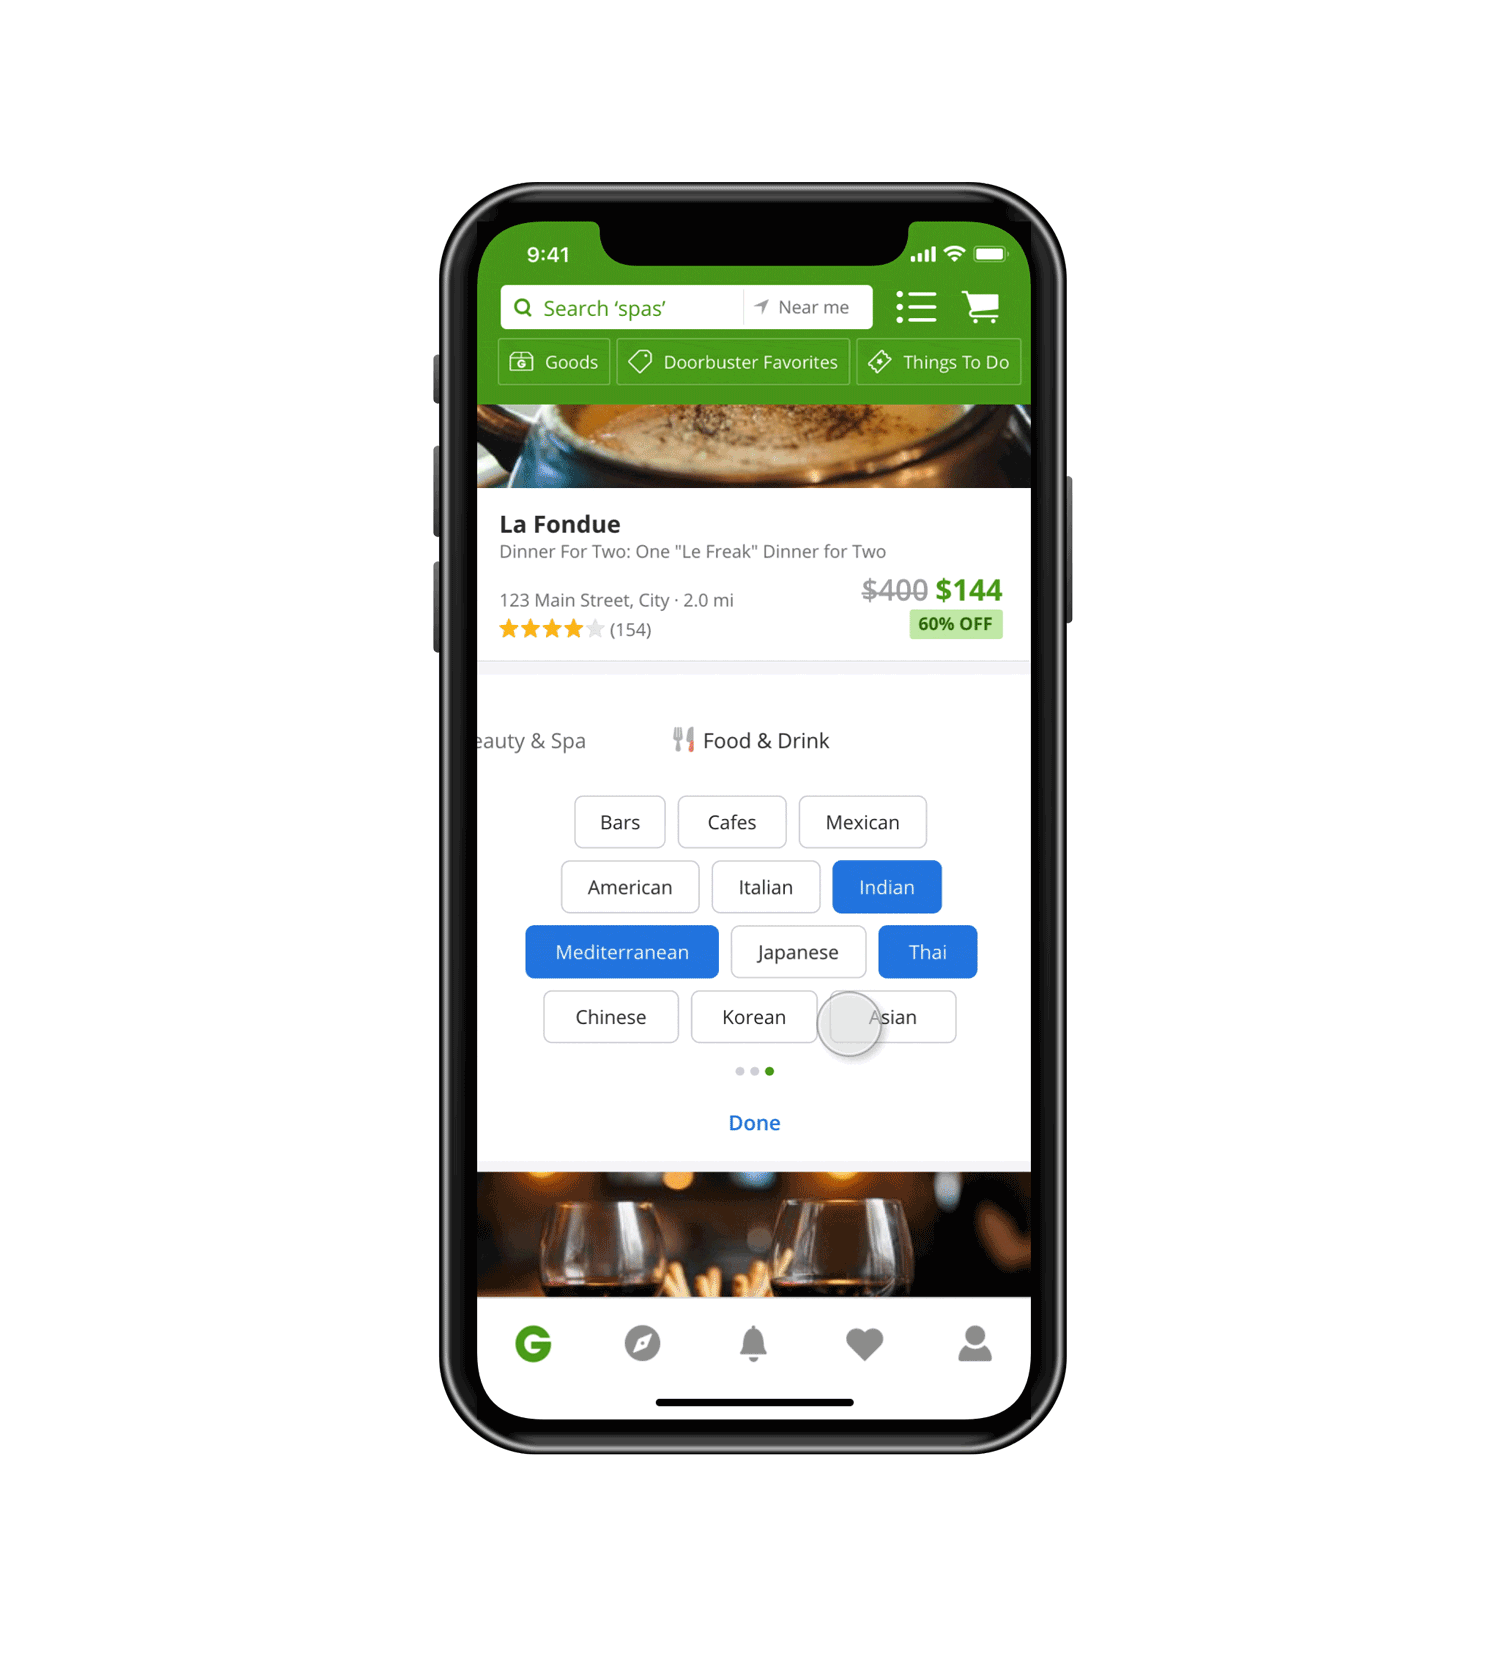 9:41
Search ‘spas’ Near me
Goods Doorbuster Favorites Things To Do
La Fondue
Dinner For Two: One "Le Freak" Dinner for Two
$400 $144
123 Main Street, City · 2.0 mi
60% OFF
(154)
eauty & Spa Food & Drink
Bars Cafes Mexican
American Italian Indian
Mediterranean Japanese Thai
Chinese Korean Asian
Done
G